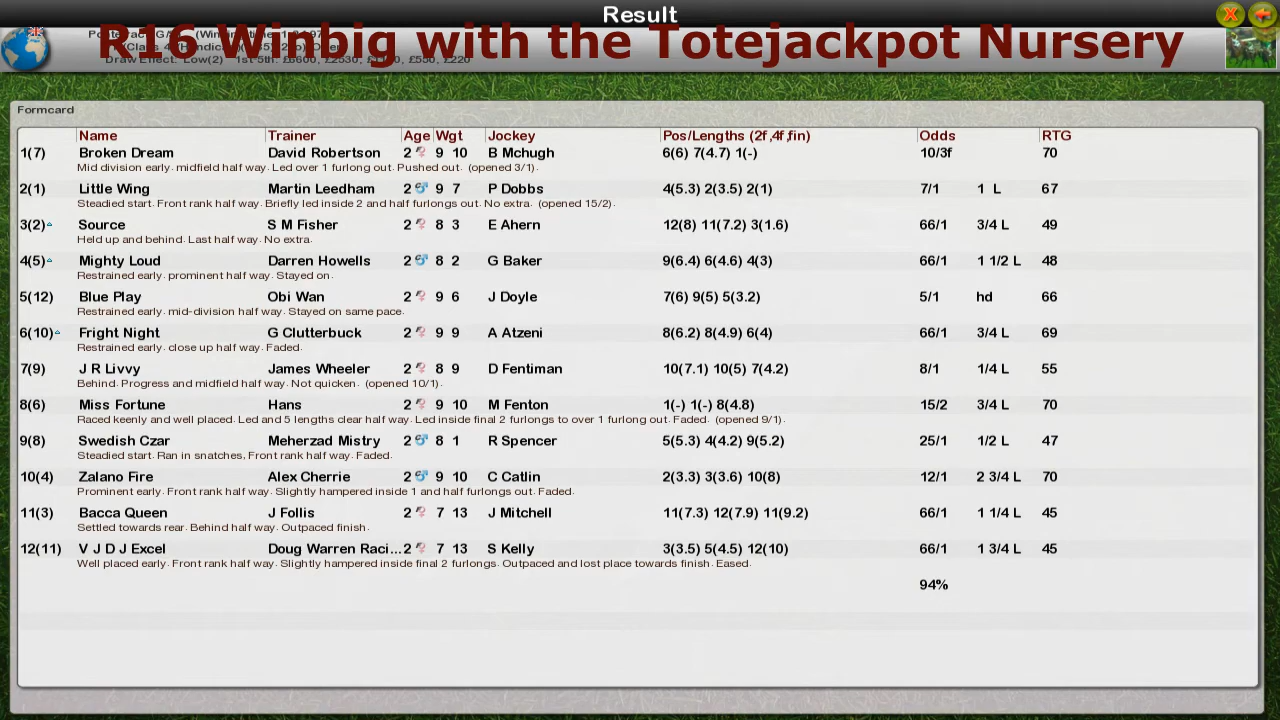 Result
R16 Winbig with the Totejackpot Nursery
Draw Effect: Low(2) 1st-5th: £6600, £2530, £550, £220
Formcard
Name Trainer Age Wgt Jockey Pos/Lengths (2f,4f,fin) Odds RTG
1(7) Broken Dream David Robertson 2 9 10 B Mchugh 6(6) 7(4.7) 1(-) 10/3f 70
Mid division early. midfield half way. Led over 1 furlong out. Pushed out. (opened 3/1).
2(1) Little Wing Martin Leedham 2 9 7 P Dobbs 4(5.3) 2(3.5) 2(1) 7/1 1 L 67
Steadied start. Front rank half way. Briefly led inside 2 and half furlongs out. No extra. (opened 15/2).
3(2) Source S M Fisher 2 8 3 E Ahern 12(8) 11(7.2) 3(1.6) 66/1 3/4 L 49
Held up and behind. Last half way. No extra.
4(5) Mighty Loud Darren Howells 2 8 2 G Baker 9(6.4) 6(4.6) 4(3) 66/1 1 1/2 L 48
Restrained early. prominent half way. Stayed on.
5(12) Blue Play Obi Wan 2 9 6 J Doyle 7(6) 9(5) 5(3.2) 5/1 hd 66
Restrained early. mid-division half way. Stayed on same pace.
6(10) Fright Night G Clutterbuck 2 9 9 A Atzeni 8(6.2) 8(4.9) 6(4) 66/1 3/4 L 69
Restrained early. close up half way. Faded.
7(9) J R Livvy James Wheeler 2 8 9 D Fentiman 10(7.1) 10(5) 7(4.2) 8/1 1/4 L 55
Behind. Progress and midfield half way. Not quicken. (opened 10/1).
8(6) Miss Fortune Hans 2 9 10 M Fenton 1(-) 1(-) 8(4.8) 15/2 3/4 L 70
Raced keenly and well placed. Led and 5 lengths clear half way. Led inside final 2 furlongs to over 1 furlong out. Faded. (opened 9/1).
9(8) Swedish Czar Meherzad Mistry 2 8 1 R Spencer 5(5.3) 4(4.2) 9(5.2) 25/1 1/2 L 47
Steadied start. Ran in snatches, Front rank half way. Faded.
10(4) Zalano Fire Alex Cherrie 2 9 10 C Catlin 2(3.3) 3(3.6) 10(8) 12/1 2 3/4 L 70
Prominent early. Front rank half way. Slightly hampered inside 1 and half furlongs out. Faded.
11(3) Bacca Queen J Follis 2 7 13 J Mitchell 11(7.3) 12(7.9) 11(9.2) 66/1 1 1/4 L 45
Settled towards rear. Behind half way. Outpaced finish.
12(11) V J D J Excel Doug Warren Raci... 2 7 13 S Kelly 3(3.5) 5(4.5) 12(10) 66/1 1 3/4 L 45
Well placed early. Front rank half way. Slightly hampered inside final 2 furlongs. Outpaced and lost place towards finish. Eased.
94%